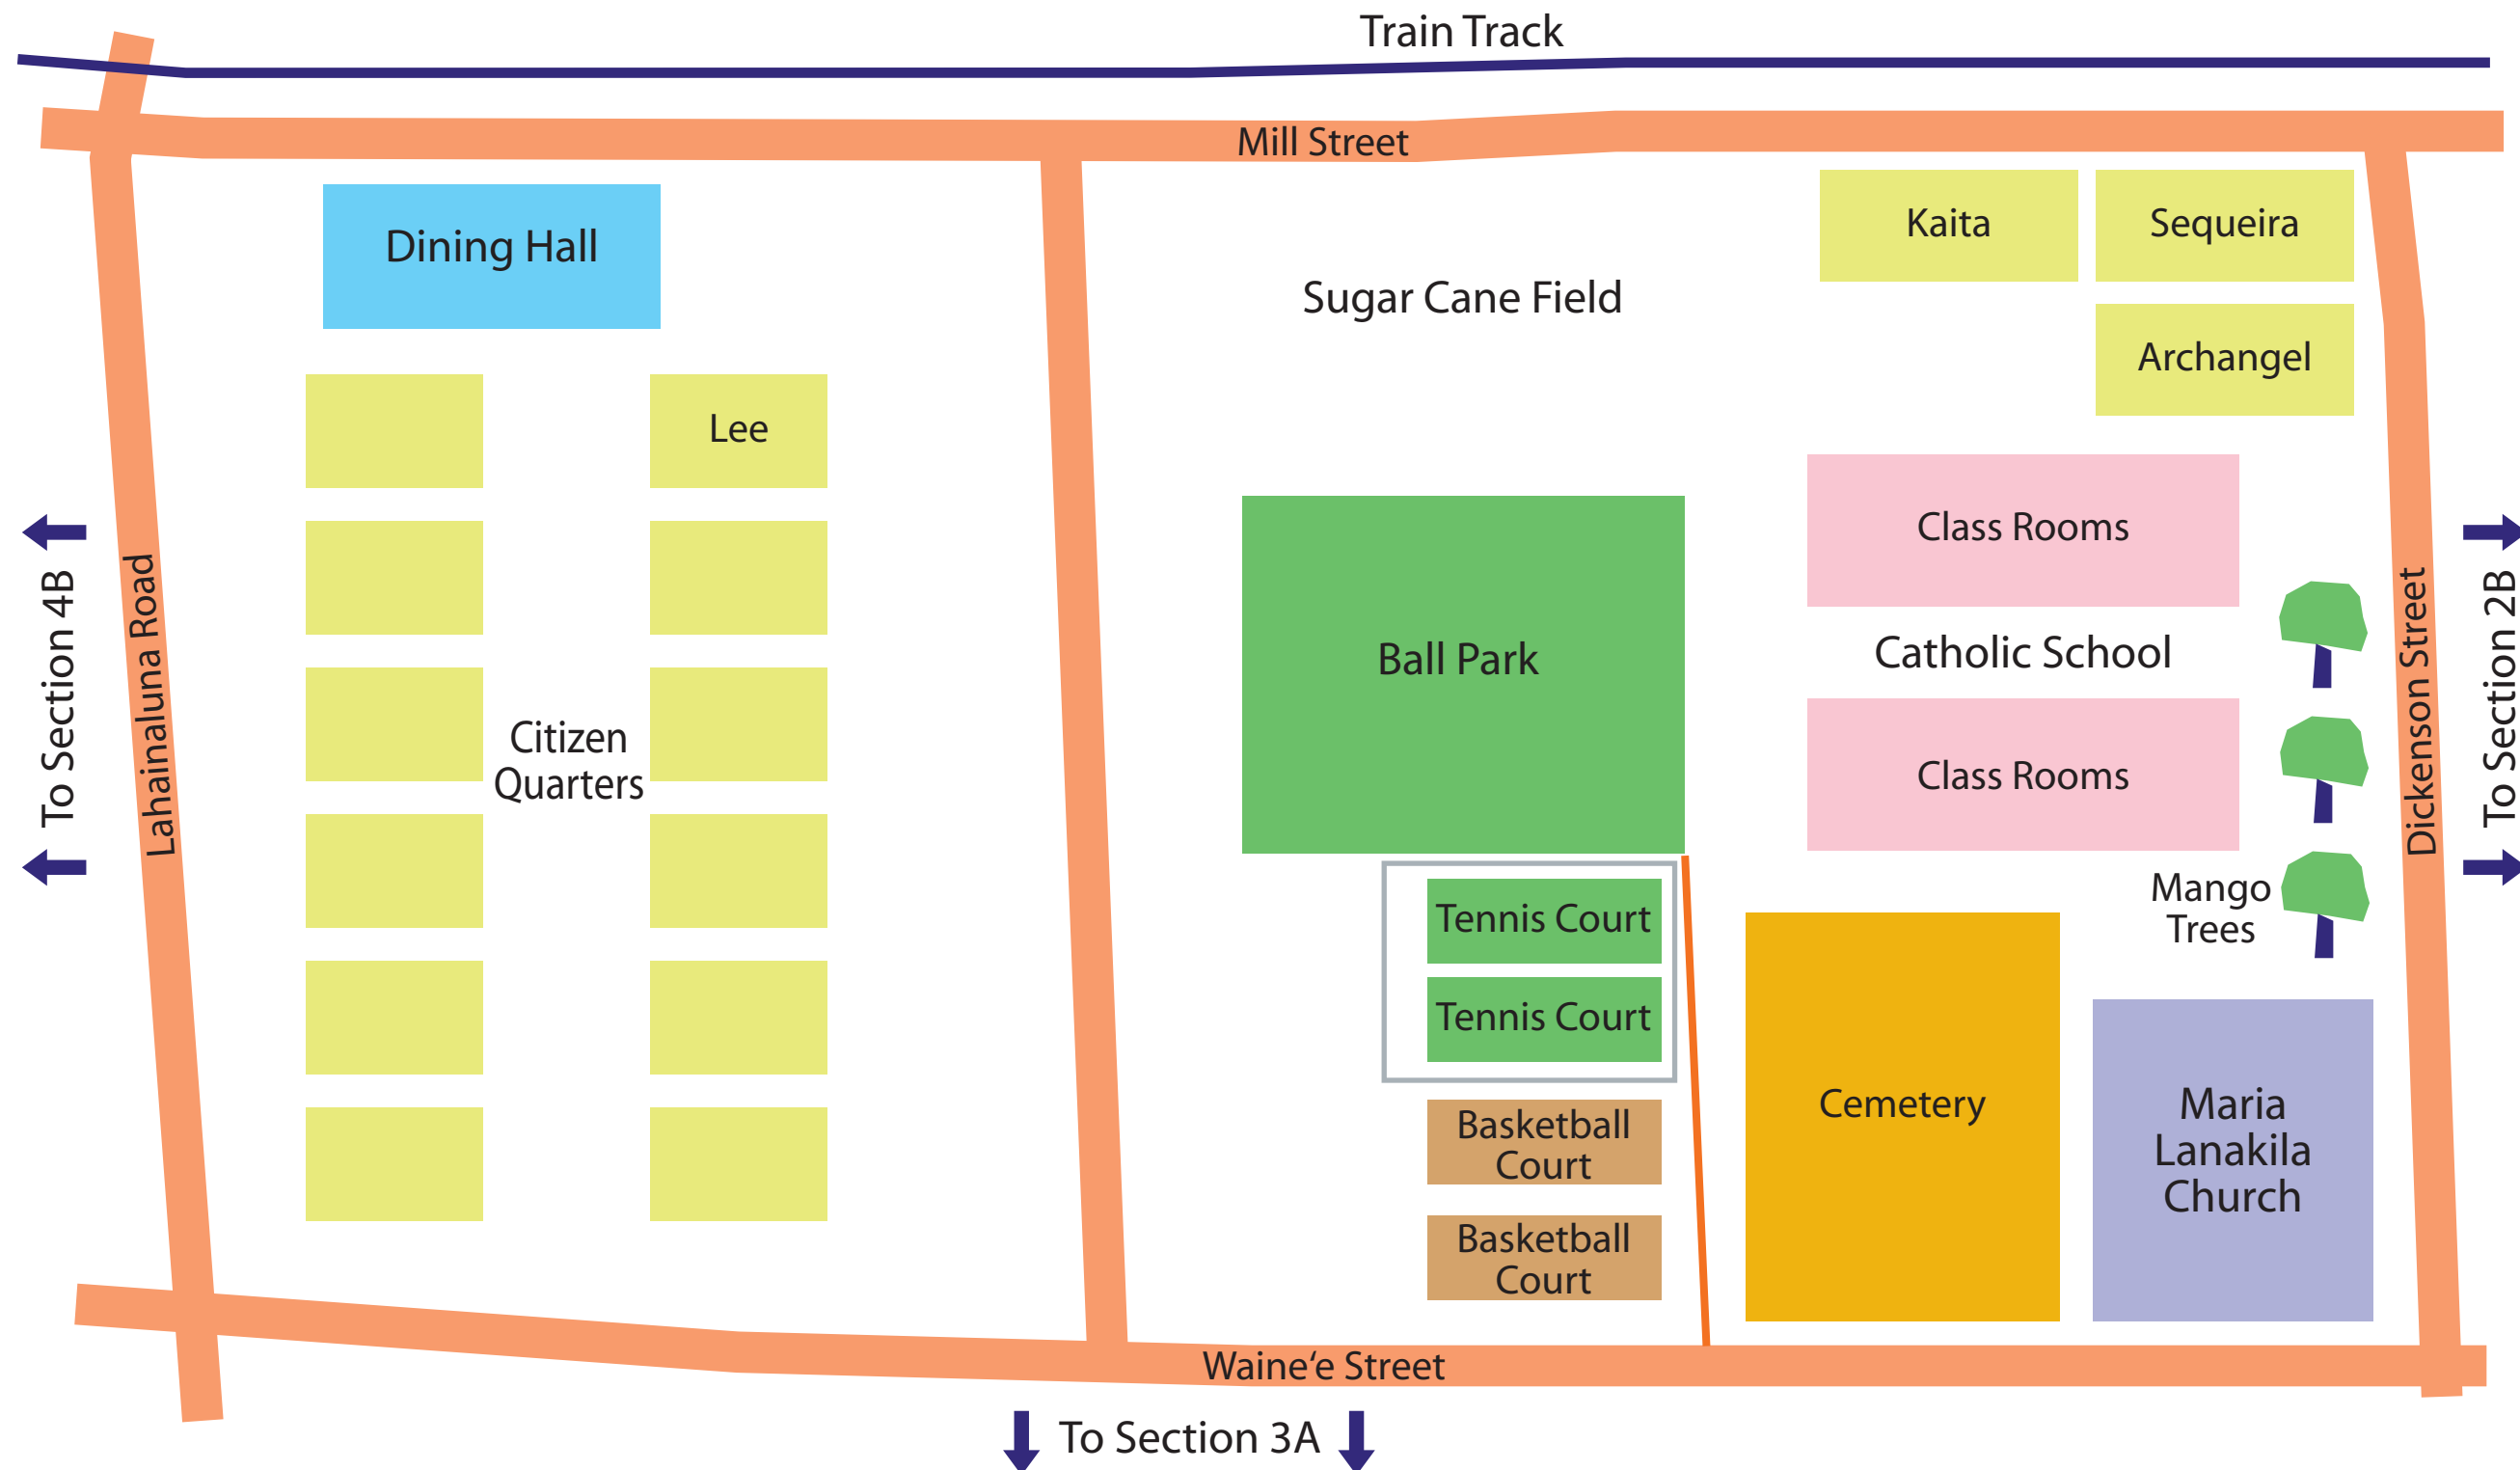 Train Track
Mill Street
Dining Hall
Kaita
Sequeira
Sugar Cane Field
Archangel
Lee
Class Rooms
To Section 4B
Lahainaluna Road
Citizen
Quarters
Ball Park
Catholic School
Class Rooms
Dickenson Street
To Section 2B
Mango
Trees
Tennis Court
Tennis Court
Basketball
Court
Basketball
Court
Cemetery
Maria
Lanakila
Church
Waine‘e Street
To Section 3A